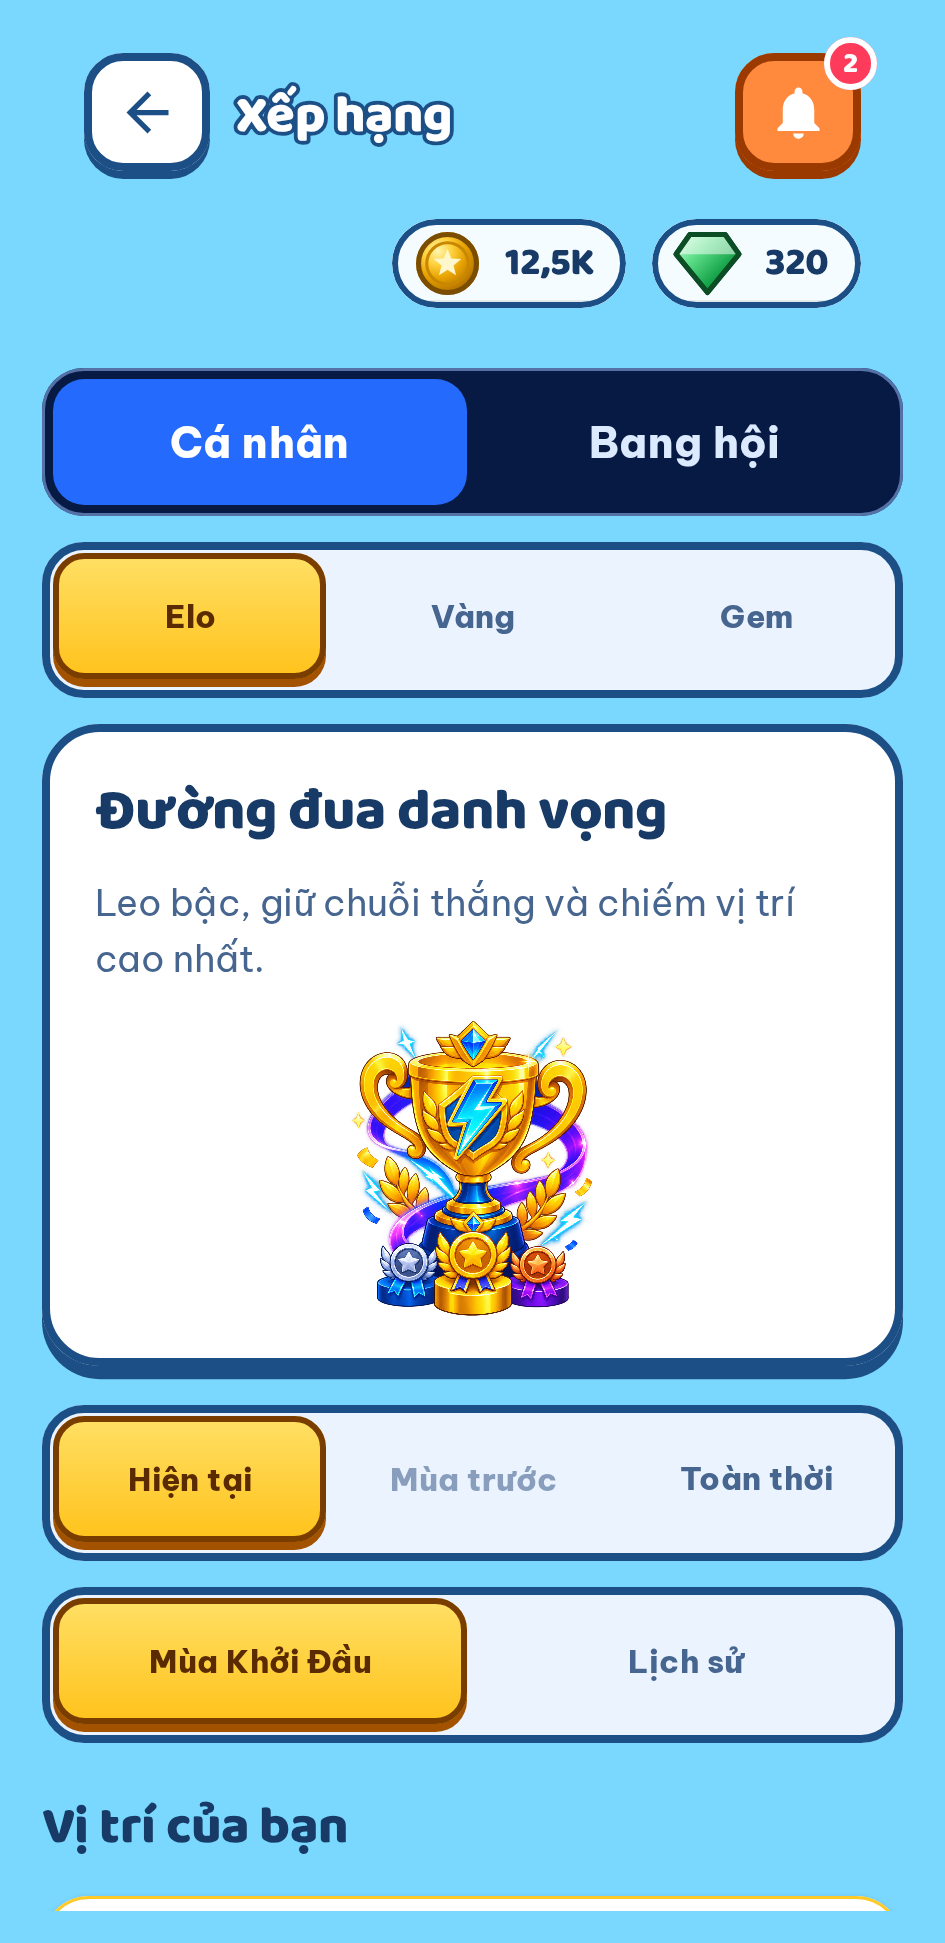 Xếp hạng
2
12,5K
320
Cá nhân
Bang hội
Elo
Vàng
Gem
Đường đua danh vọng
Leo bậc, giữ chuỗi thắng và chiếm vị trí
cao nhất.
Hiện tại
Mùa trước
Toàn thời
Mùa Khởi Đầu
Lịch sử
Vị trí của bạn